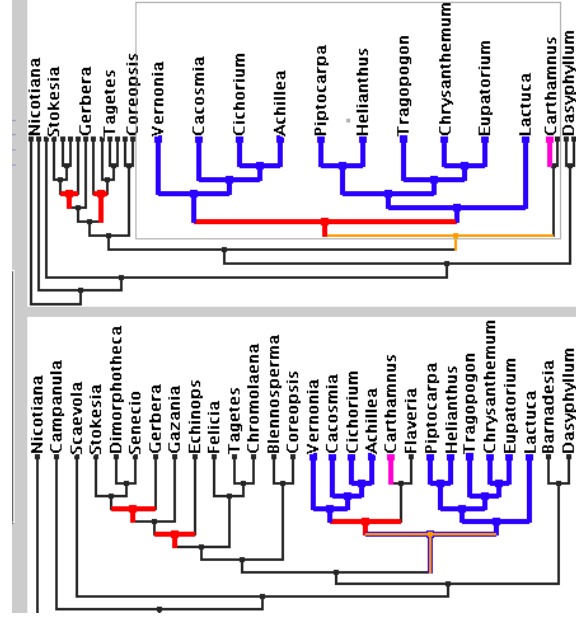 Nicotiana
Stokesia
Gerbera
Tagetes
Coreopsis
Vernonia
Cacosmia
Cichorium
Achillea
Piptocarpa
Helianthus
Tragopogon
Chrysanthemum
Eupatorium
Lactuca
Carthamnus
Dasyphyllum
Nicotiana
Campanula
Scaevola
Stokesia
Dimorphotheca
Senecio
Gerbera
Gazania
Echinops
Felicia
Tagetes
Chromolaena
Blennosperma
Coreopsis
Vernonia
Cacosmia
Cichorium
Achillea
Carthamnus
Flaveria
Piptocarpa
Helianthus
Tragopogon
Chrysanthemum
Eupatorium
Lactuca
Barnadesia
Dasyphyllum